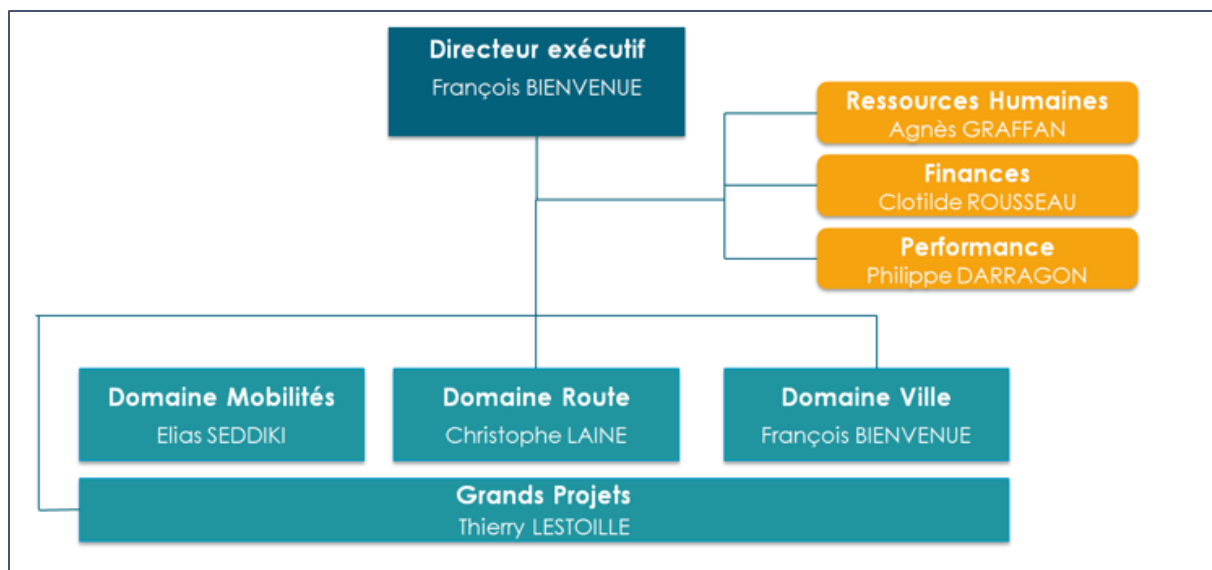 Directeur exécutif
François BIENVENUE
Ressources Humaines
Agnès GRAFFAN
Finances
Clotilde ROUSSEAU
Performance
Philippe DARRAGON
Domaine Mobilités
Elias SEDDIKI
Domaine Route
Christophe LAINE
Domaine Ville
François BIENVENUE
Grands Projets
Thierry LESTOILLE